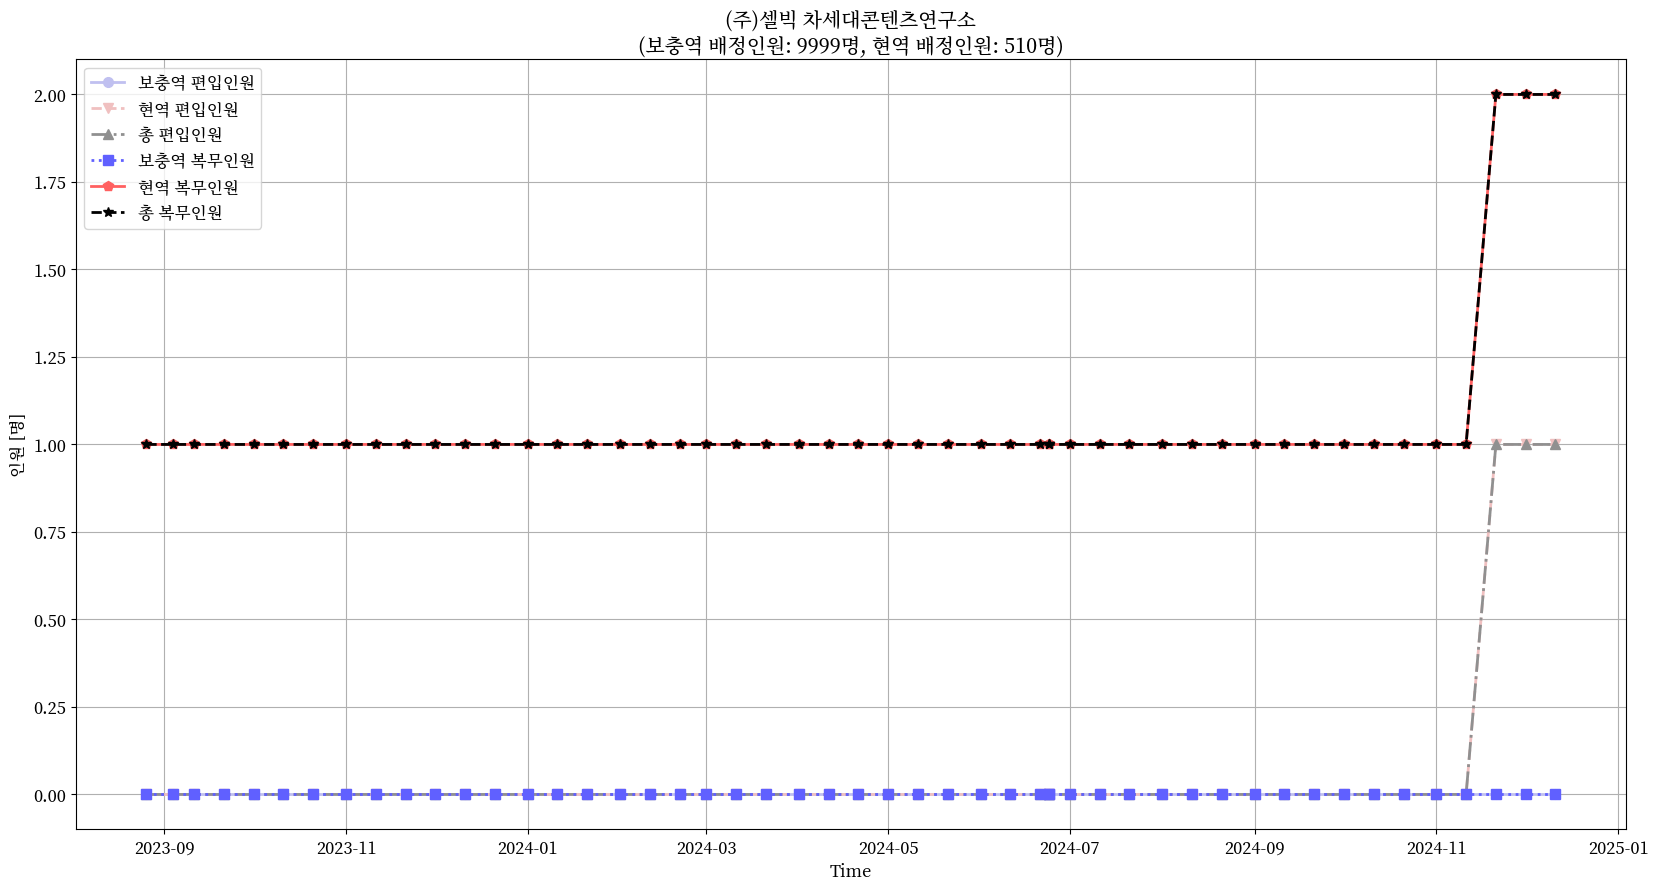 (주)셀빅 차세대콘텐츠연구소
(보충역 배정인원: 9999명, 현역 배정인원: 510명)
보충역 편입인원
현역 편입인원
총 편입인원
보충역 복무인원
현역 복무인원
총 복무인원
2.00
1.75
1.50
1.25
1.00
0.75
0.50
0.25
0.00
인원 [명]
2023-09 2023-11 2024-01 2024-03 2024-05 2024-07 2024-09 2024-11 2025-01
Time